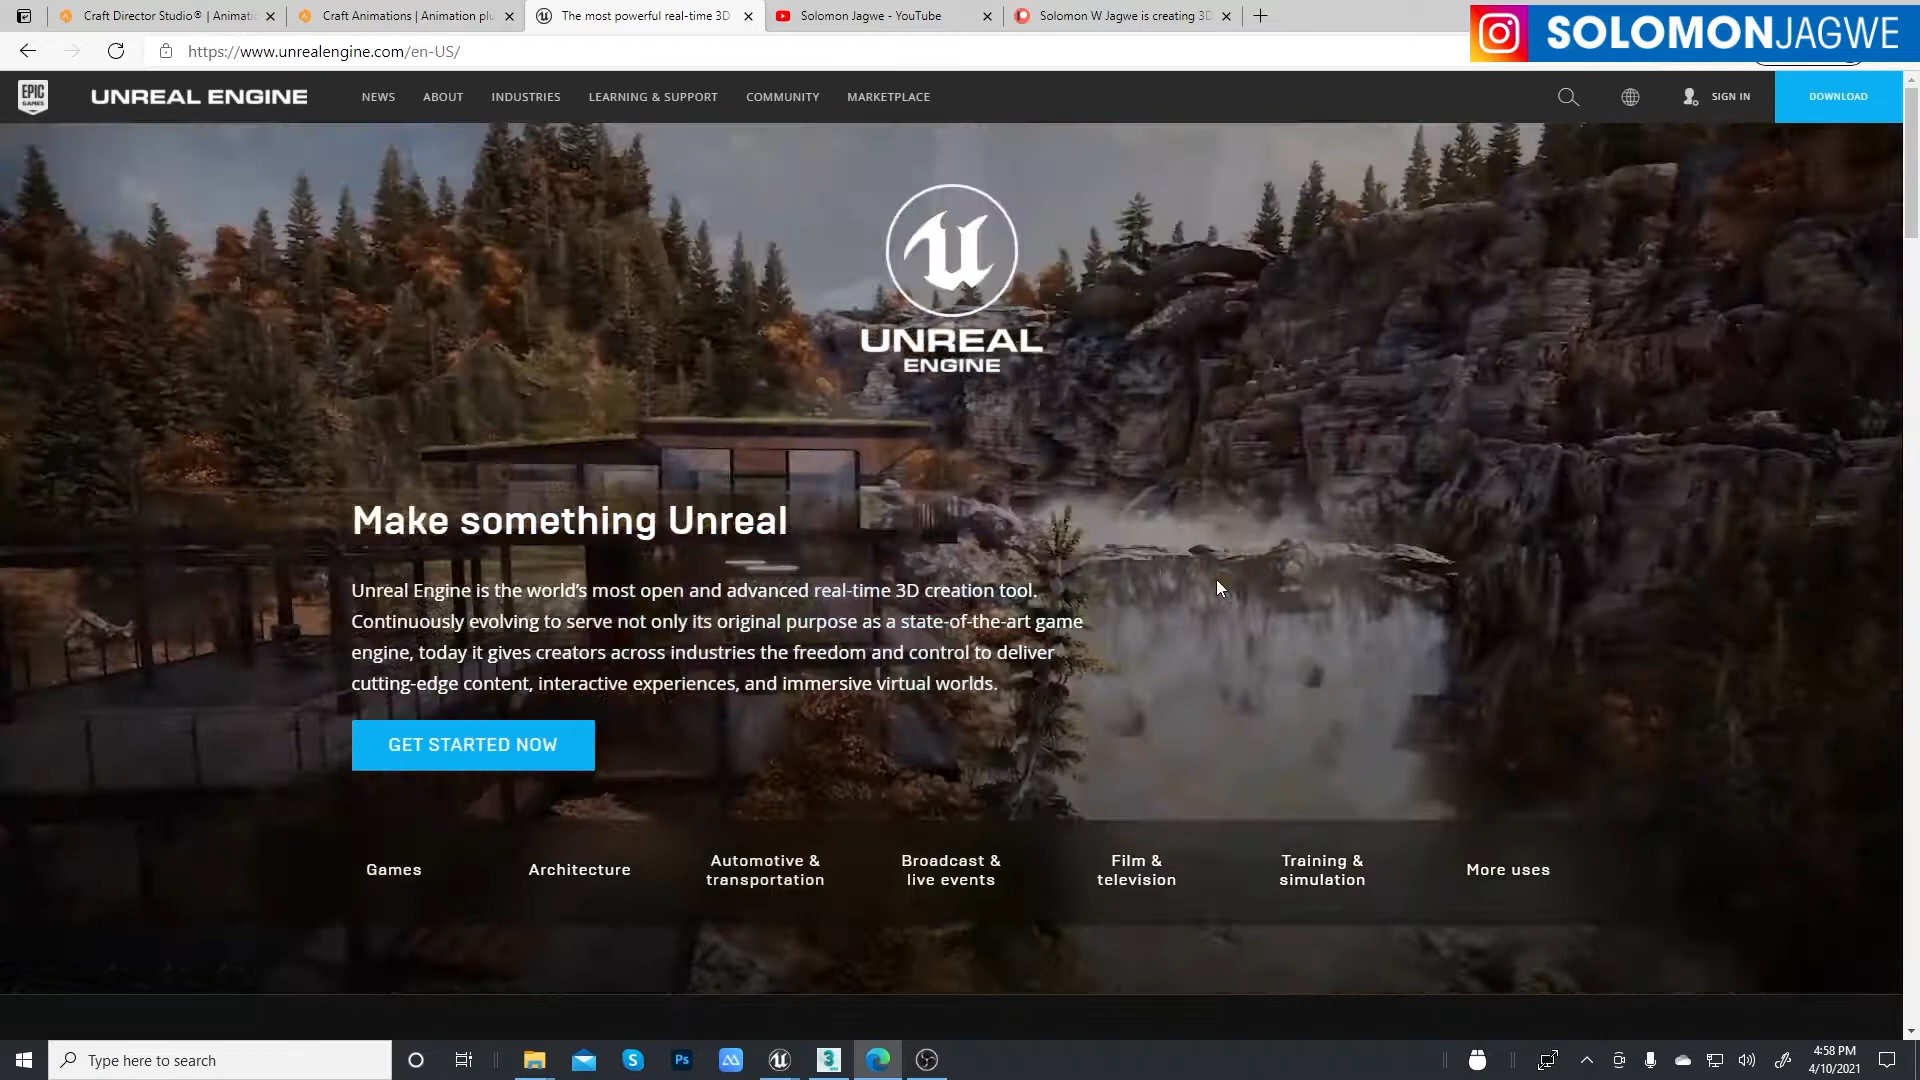 Craft Director Studio® | Animati
Craft Animations | Animation plu
The most powerful real-time 3D
Solomon Jagwe - YouTube
Solomon W Jagwe is creating 3D
SOLOMONJAGWE
https://www.unrealengine.com/en-US/
EPIC GAMES
UNREAL ENGINE
NEWS
ABOUT
INDUSTRIES
LEARNING & SUPPORT
COMMUNITY
MARKETPLACE
SIGN IN
DOWNLOAD
UNREAL
ENGINE
Make something Unreal
Unreal Engine is the world's most open and advanced real-time 3D creation tool.
Continuously evolving to serve not only its original purpose as a state-of-the-art game
engine, today it gives creators across industries the freedom and control to deliver
cutting-edge content, interactive experiences, and immersive virtual worlds.
GET STARTED NOW
Games
Architecture
Automotive &
transportation
Broadcast &
live events
Film &
television
Training &
simulation
More uses
Type here to search
Ps
3
4:58 PM
4/10/2021